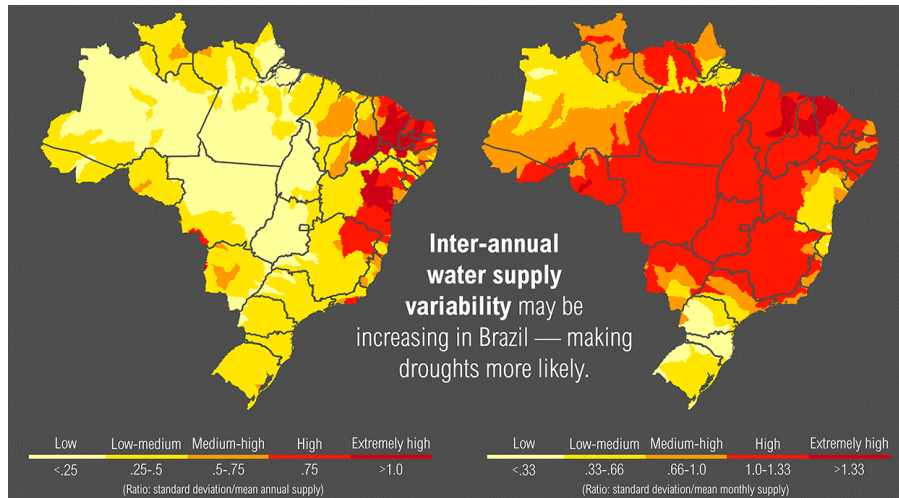 Inter-annual
water supply
variability may be
increasing in Brazil — making
droughts more likely.
Low Low-medium Medium-high High Extremely high
<.25 .25-.5 .5-.75 .75 >1.0
(Ratio: standard deviation/mean annual supply)
Low Low-medium Medium-high High Extremely high
<.33 .33-.66 .66-1.0 1.0-1.33 >1.33
(Ratio: standard deviation/mean monthly supply)